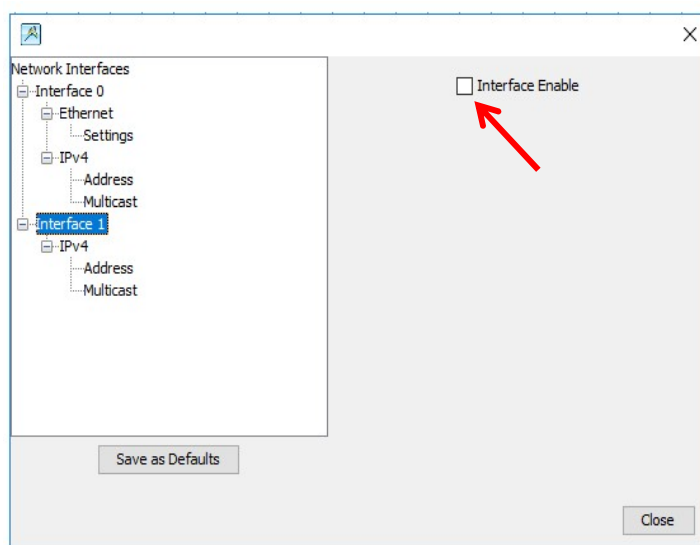 Network Interfaces
Interface 0
Ethernet
Settings
IPv4
Address
Multicast
Interface 1
IPv4
Address
Multicast
Interface Enable
Save as Defaults
Close